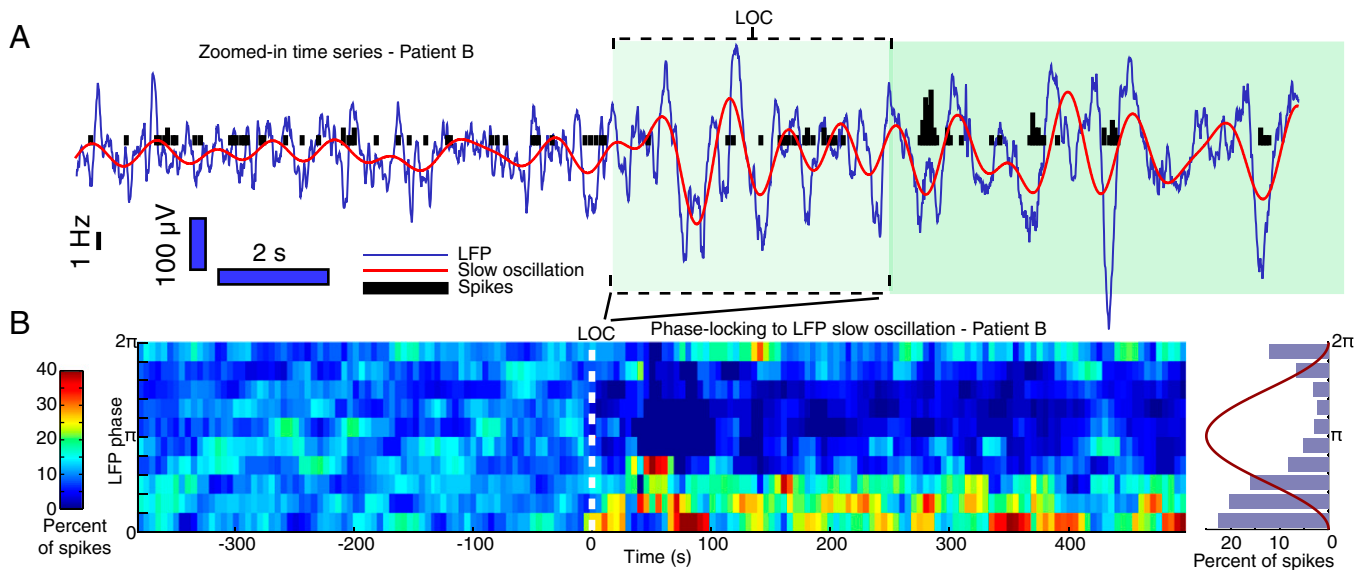 LOC
A
Zoomed-in time series - Patient B
1 Hz
100 µV
2 s
LFP
Slow oscillation
Spikes
B
LOC
Phase-locking to LFP slow oscillation - Patient B
40
30
20
10
0
Percent
of spikes
LFP phase
2π
π
0
-300
-200
-100
0
100
200
300
400
Time (s)
2π
π
0
20
10
Percent of spikes